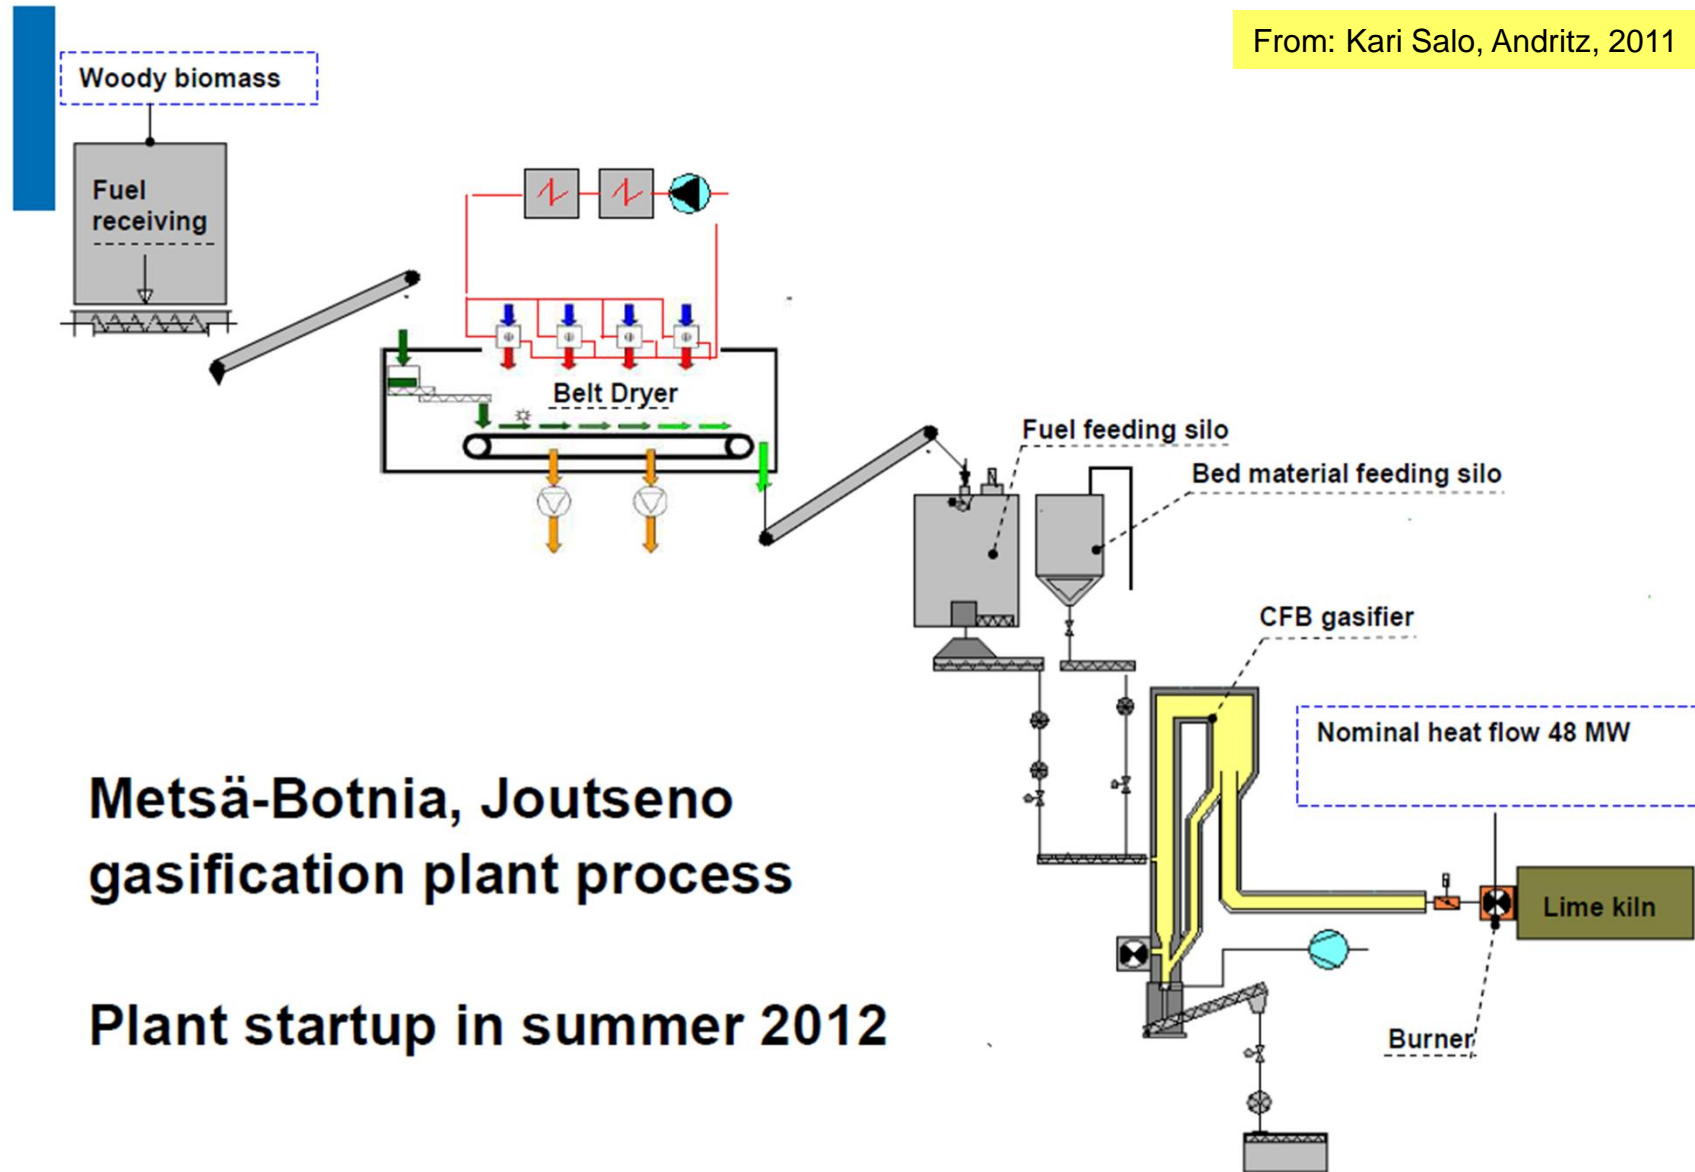 From: Kari Salo, Andritz, 2011
Woody biomass
Fuel
receiving
Belt Dryer
Fuel feeding silo
Bed material feeding silo
CFB gasifier
Nominal heat flow 48 MW
Metsä-Botnia, Joutseno
gasification plant process
Lime kiln
Plant startup in summer 2012
Burner